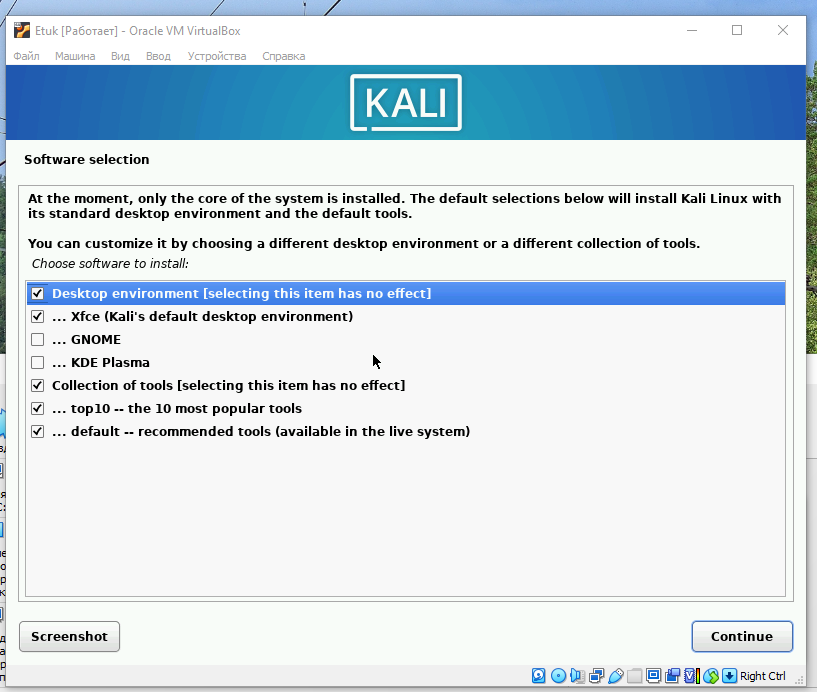 Etuk [Работает] - Oracle VM VirtualBox
Файл Машина Вид Ввод Устройства Справка
KALI
Software selection
At the moment, only the core of the system is installed. The default selections below will install Kali Linux with
its standard desktop environment and the default tools.
You can customize it by choosing a different desktop environment or a different collection of tools.
Choose software to install:
Desktop environment [selecting this item has no effect]
... Xfce (Kali's default desktop environment)
... GNOME
... KDE Plasma
Collection of tools [selecting this item has no effect]
... top10 -- the 10 most popular tools
... default -- recommended tools (available in the live system)
Screenshot Continue
Right Ctrl